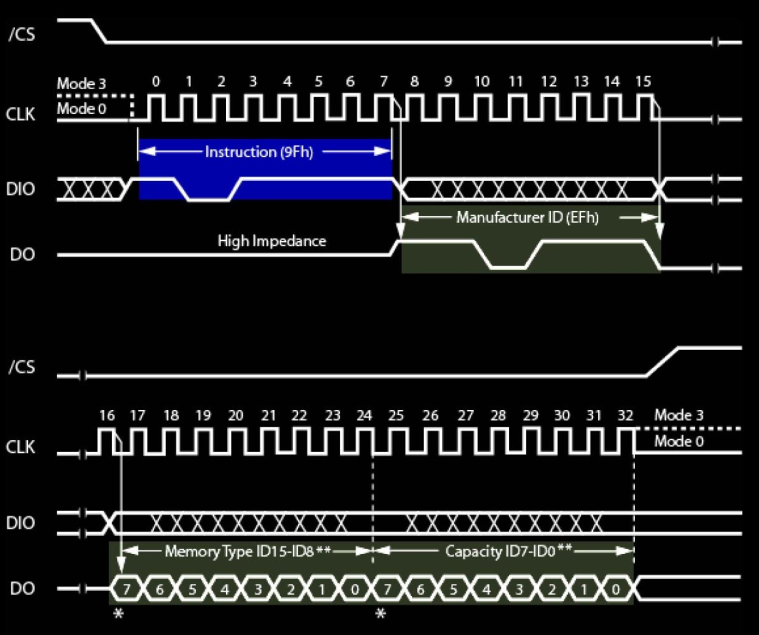 /CS
Mode 3
0 1 2 3 4 5 6 7 8 9 10 11 12 13 14 15
Mode 0
CLK
Instruction (9Fh)
DIO
Manufacturer ID (EFh)
High Impedance
DO
/CS
16 17 18 19 20 21 22 23 24 25 26 27 28 29 30 31 32 Mode 3
Mode 0
CLK
DIO
Memory Type ID15-ID8** Capacity ID7-ID0**
DO 7 6 5 4 3 2 1 0 7 6 5 4 3 2 1 0
* *